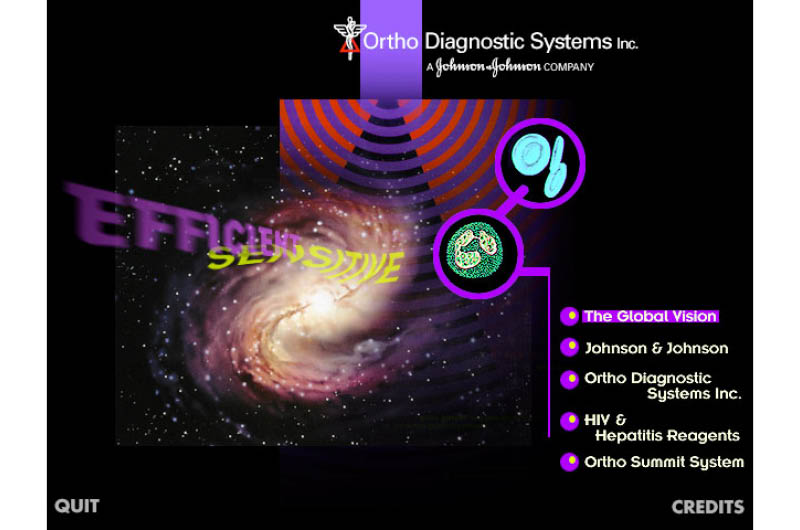 Ortho Diagnostic Systems Inc.
A Johnson & Johnson COMPANY
EFFICIENT
SENSITIVE
The Global Vision
Johnson & Johnson
Ortho Diagnostic
Systems Inc.
HIV &
Hepatitis Reagents
Ortho Summit System
QUIT
CREDITS